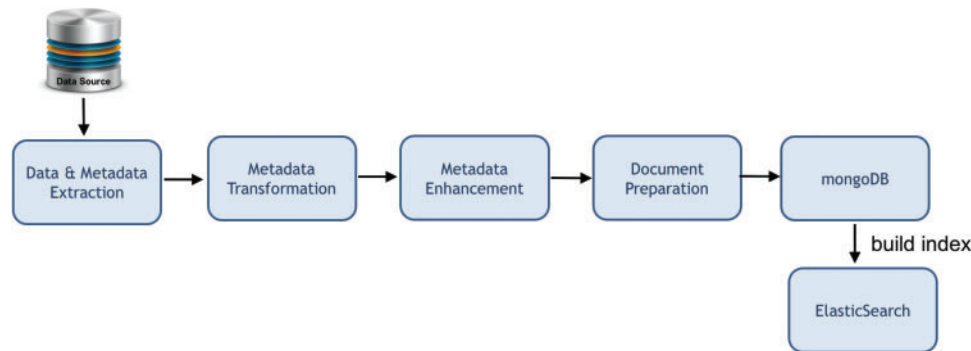 Data Source
Data & Metadata
Extraction
Metadata
Transformation
Metadata
Enhancement
Document
Preparation
mongoDB
build index
ElasticSearch